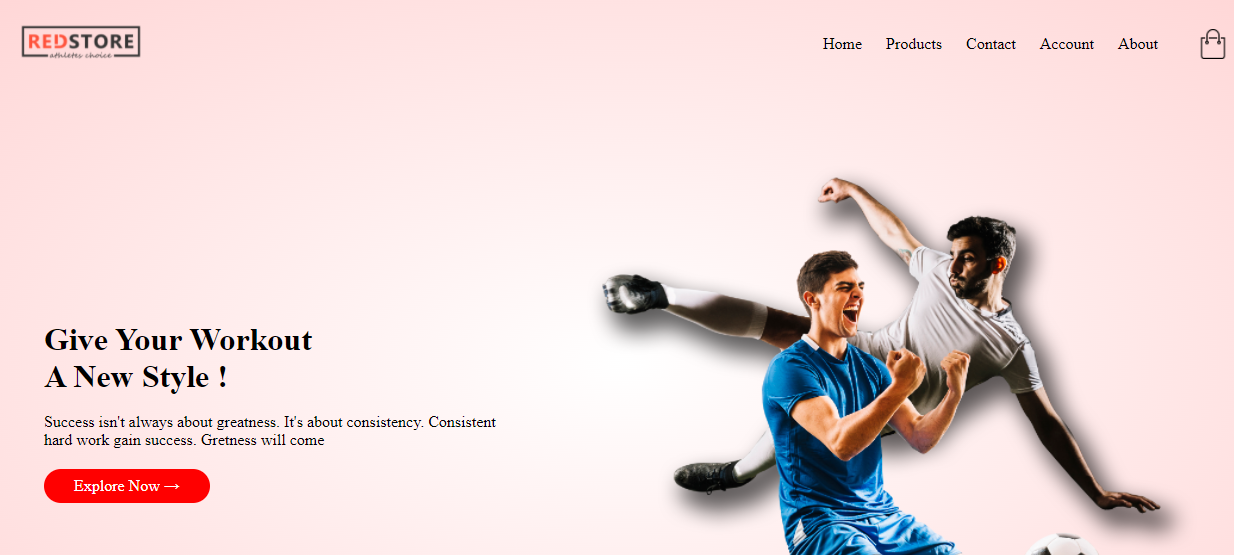 REDSTORE
athletes choice
Home Products Contact Account About
Give Your Workout
A New Style !
Success isn't always about greatness. It's about consistency. Consistent
hard work gain success. Gretness will come
Explore Now →